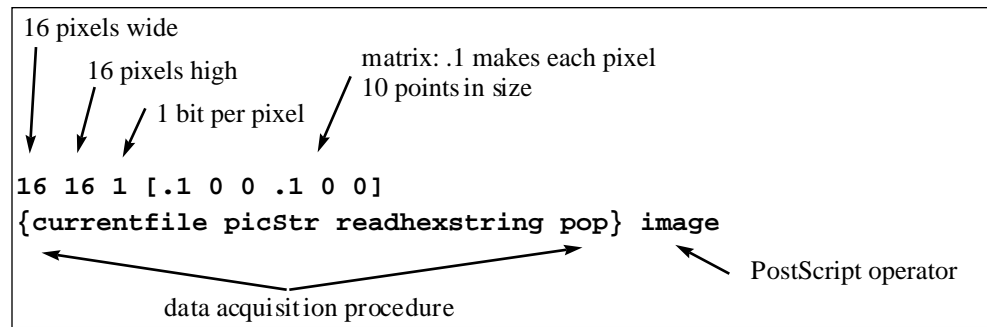 16 pixels wide
16 pixels high
1 bit per pixel
matrix: .1 makes each pixel
10 points in size
16 16 1 [.1 0 0 .1 0 0]
{currentfile picStr readhexstring pop} image
PostScript operator
data acquisition procedure